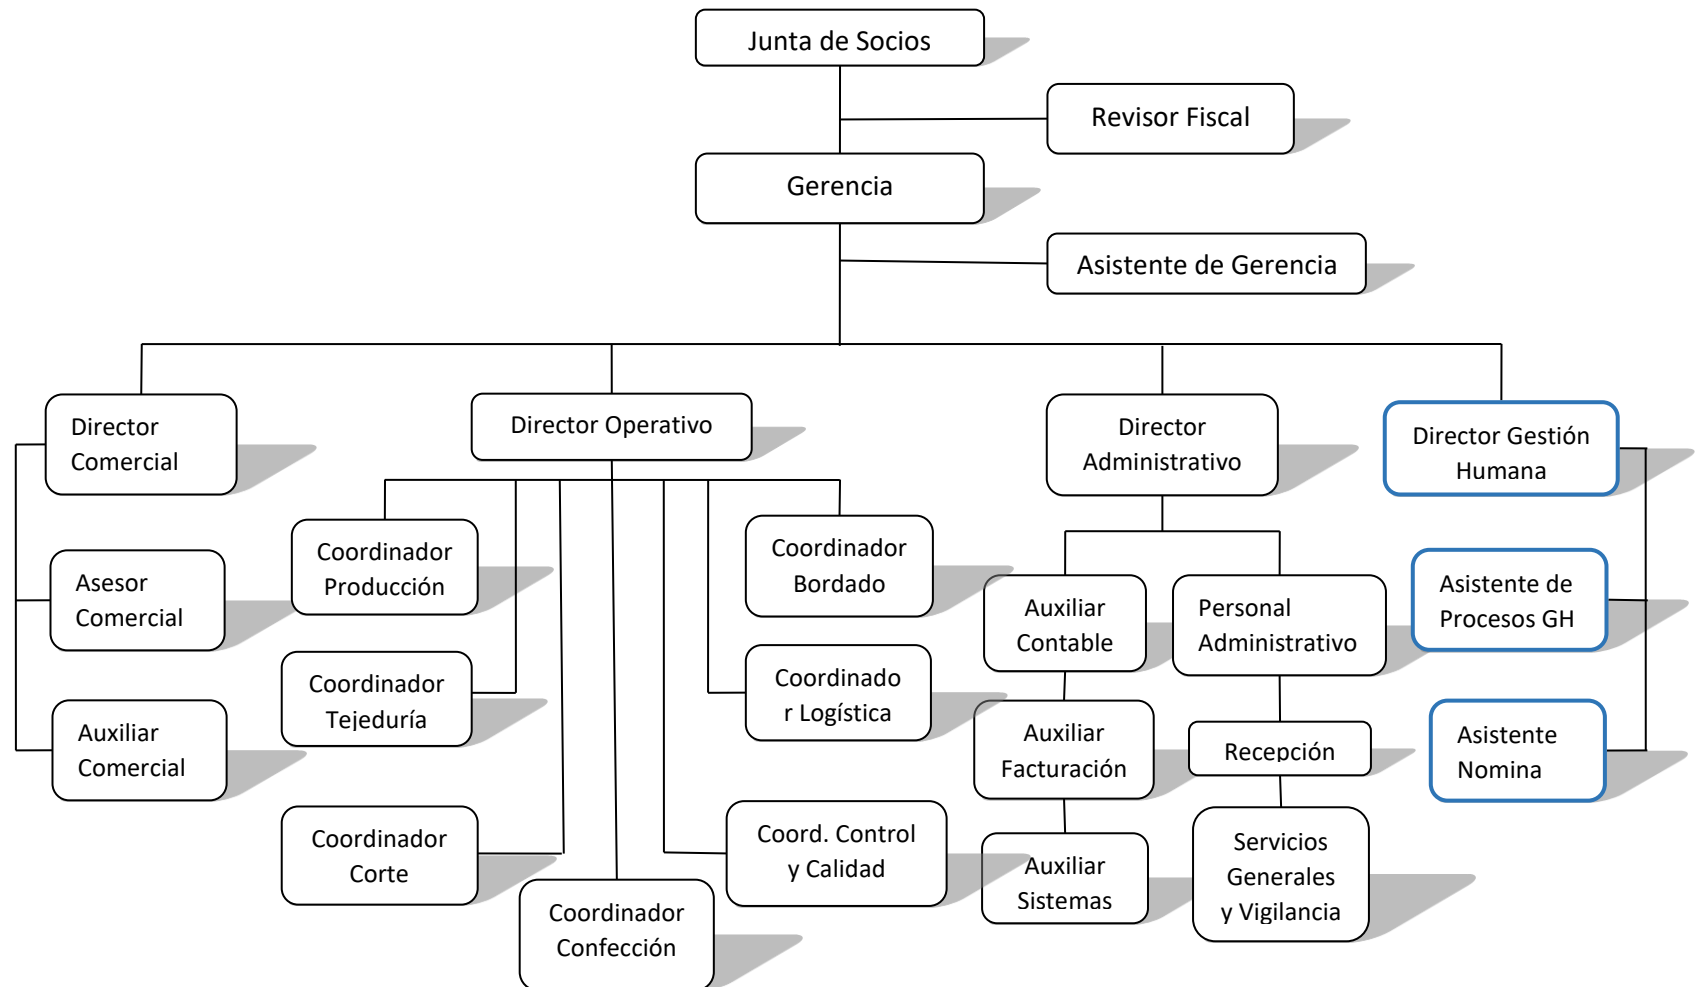 Junta de Socios
Revisor Fiscal
Gerencia
Asistente de Gerencia
Director
Comercial
Director Operativo
Director
Administrativo
Director Gestión
Humana
Coordinador
Producción
Coordinador
Bordado
Asesor
Comercial
Auxiliar
Contable
Personal
Administrativo
Asistente de
Procesos GH
Coordinador
Tejeduría
Coordinado
r Logística
Auxiliar
Comercial
Auxiliar
Facturación
Recepción
Asistente
Nomina
Coordinador
Corte
Coord. Control
y Calidad
Auxiliar
Sistemas
Servicios
Generales
y Vigilancia
Coordinador
Confección